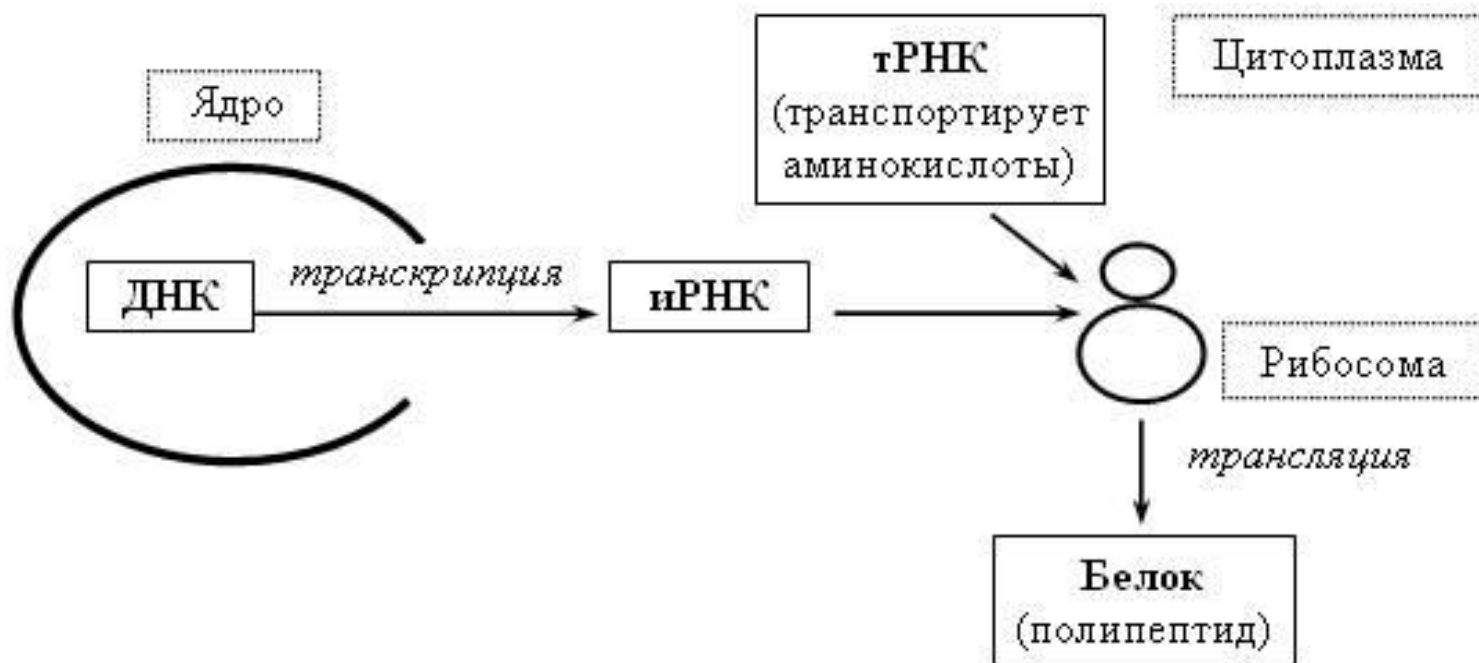 Ядро
тРНК
(транспортирует
аминокислоты)
Цитоплазма
ДНК
транскрипция
иРНК
Рибосома
трансляция
Белок
(полипептид)